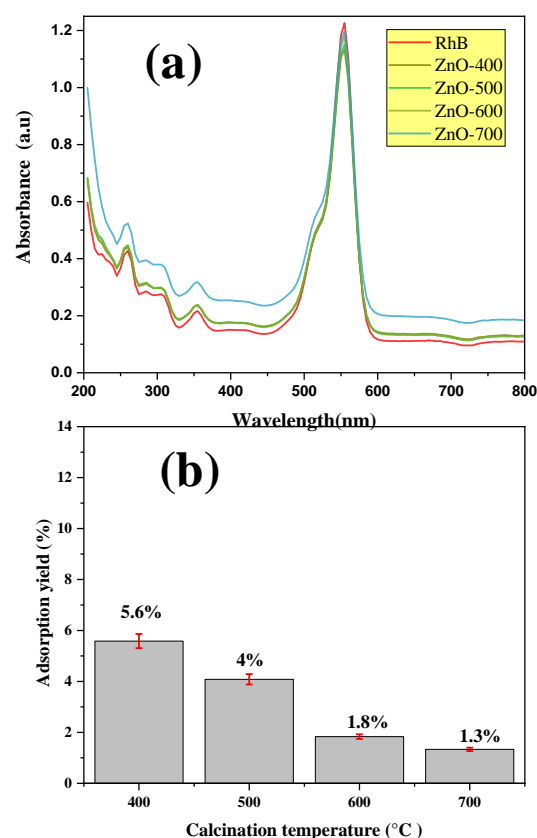 (a)
RhB
ZnO-400
ZnO-500
ZnO-600
ZnO-700
1.2
1.0
0.8
0.6
0.4
0.2
0.0
Absorbance (a.u)
200 300 400 500 600 700 800
Wavelength(nm)
(b)
14
12
10
8
6
4
2
0
Adsorption yield (%)
5.6%
4%
1.8%
1.3%
400 500 600 700
Calcination temperature (°C)